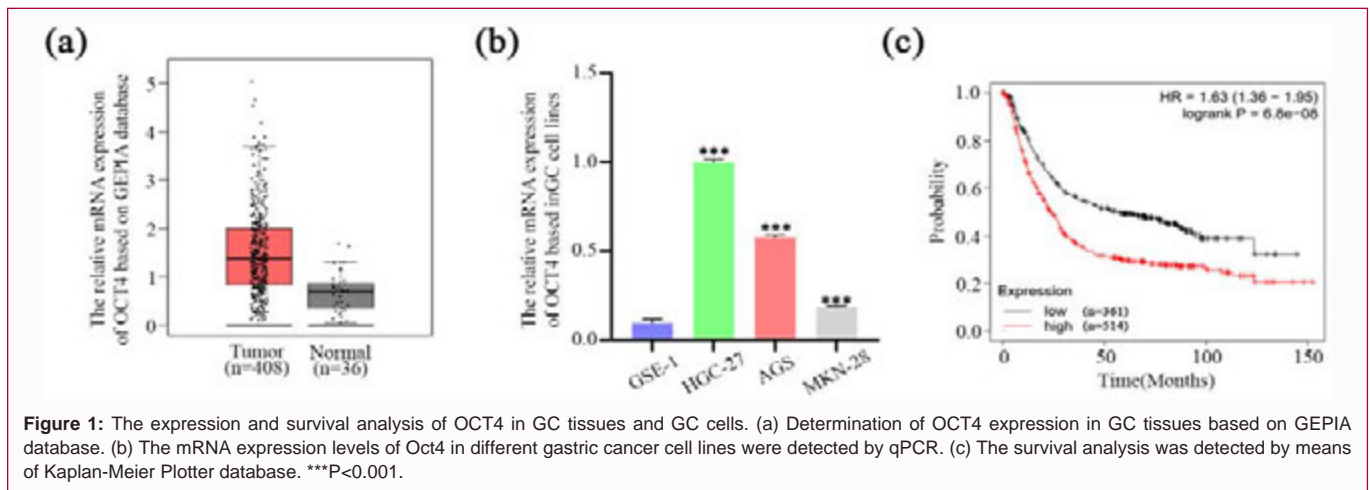 (a)
The relative mRNA expression
of OCT4 based on GEPIA database
5
4
3
2
1
0
Tumor
(n=408)
Normal
(n=36)
(b)
The relative mRNA expression
of OCT4 based inGC cell lines
1.5
1.0
0.5
0.0
***
***
***
GSE-1
HGC-27
AGS
MKN-28
(c)
Probability
1.0
0.8
0.6
0.4
0.2
0.0
HR = 1.63 (1.36 − 1.95)
logrank P = 6.8e−08
Expression
low (n=361)
high (n=514)
0
50
100
150
Time(Months)
Figure 1: The expression and survival analysis of OCT4 in GC tissues and GC cells. (a) Determination of OCT4 expression in GC tissues based on GEPIA
database. (b) The mRNA expression levels of Oct4 in different gastric cancer cell lines were detected by qPCR. (c) The survival analysis was detected by means
of Kaplan-Meier Plotter database. ***P<0.001.